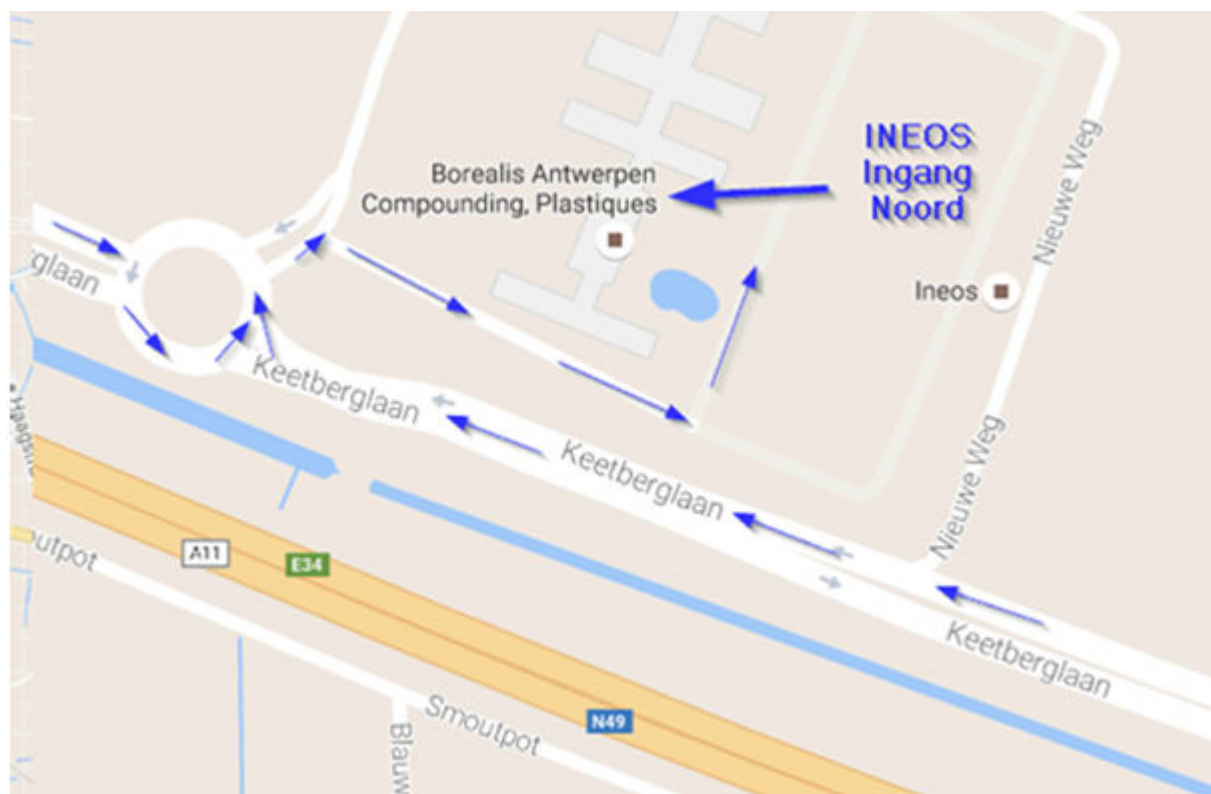 INEOS
Ingang
Noord
Borealis Antwerpen
Compounding, Plastiques
Nieuwe Weg
Ineos
glaan
Keetberglaan
Keetberglaan
Nieuwe Weg
Keetberglaan
A11
E34
N49
outpot
Smoutpot
Blauw